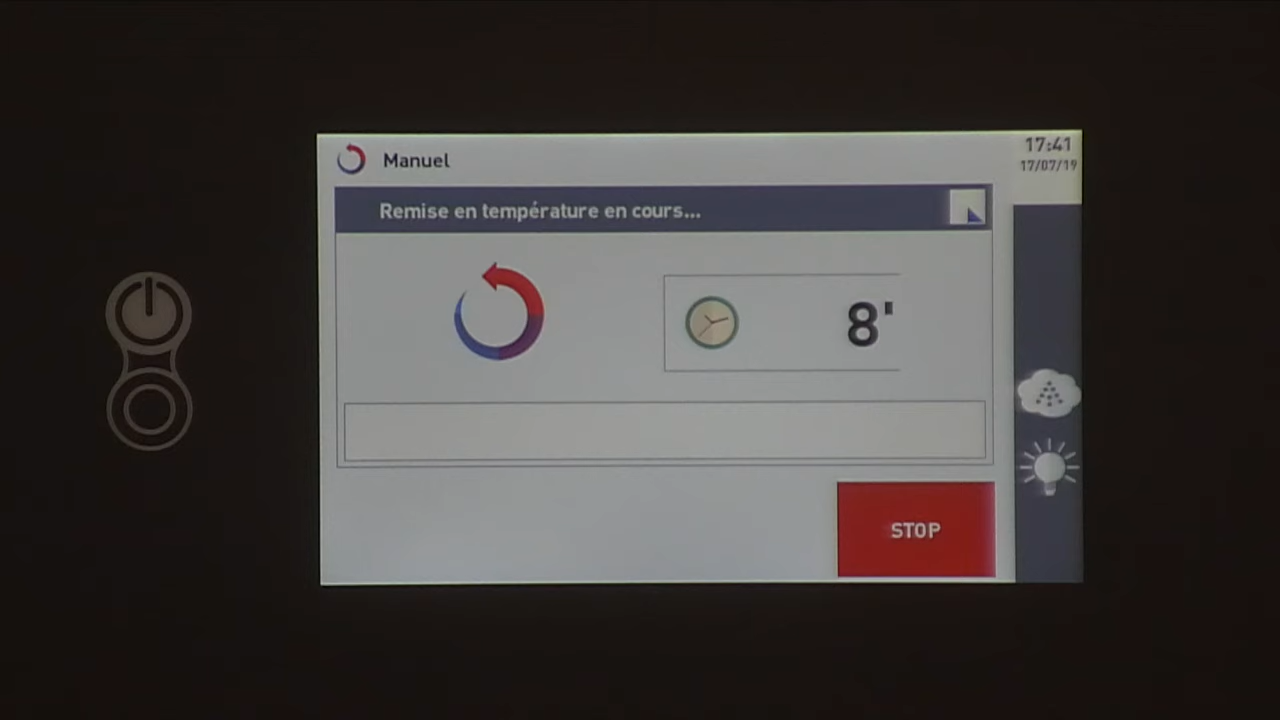 Manuel
17:41
17/07/19
Remise en température en cours...
8'
STOP